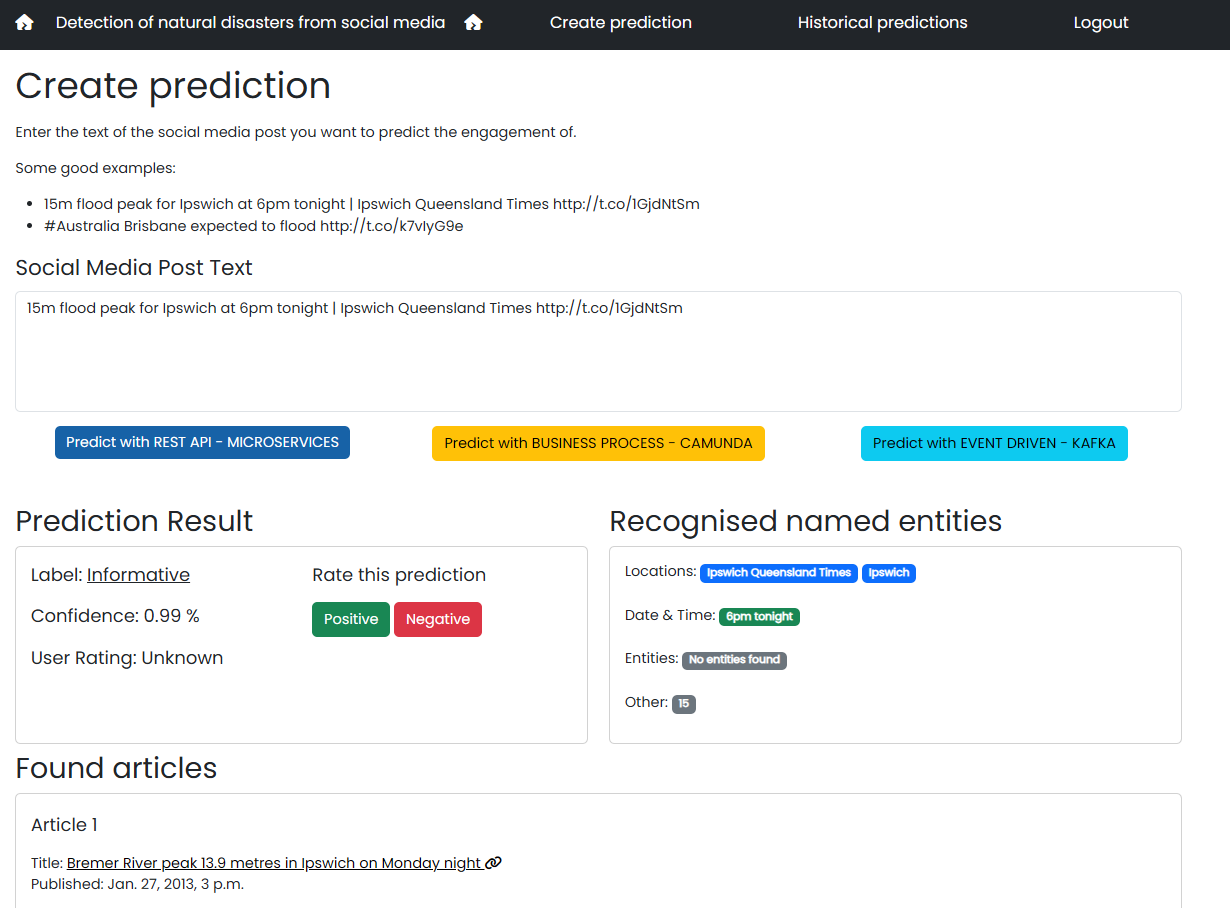 Detection of natural disasters from social media Create prediction Historical predictions Logout
Create prediction
Enter the text of the social media post you want to predict the engagement of.
Some good examples:
15m flood peak for Ipswich at 6pm tonight | Ipswich Queensland Times http://t.co/1GjdNtSm
#Australia Brisbane expected to flood http://t.co/k7vIyG9e
Social Media Post Text
15m flood peak for Ipswich at 6pm tonight | Ipswich Queensland Times http://t.co/1GjdNtSm
Predict with REST API - MICROSERVICES Predict with BUSINESS PROCESS - CAMUNDA Predict with EVENT DRIVEN - KAFKA
Prediction Result
Label: Informative
Confidence: 0.99 %
User Rating: Unknown
Rate this prediction
Positive Negative
Recognised named entities
Locations: Ipswich Queensland Times Ipswich
Date & Time: 6pm tonight
Entities: No entities found
Other: 15
Found articles
Article 1
Title: Bremer River peak 13.9 metres in Ipswich on Monday night
Published: Jan. 27, 2013, 3 p.m.